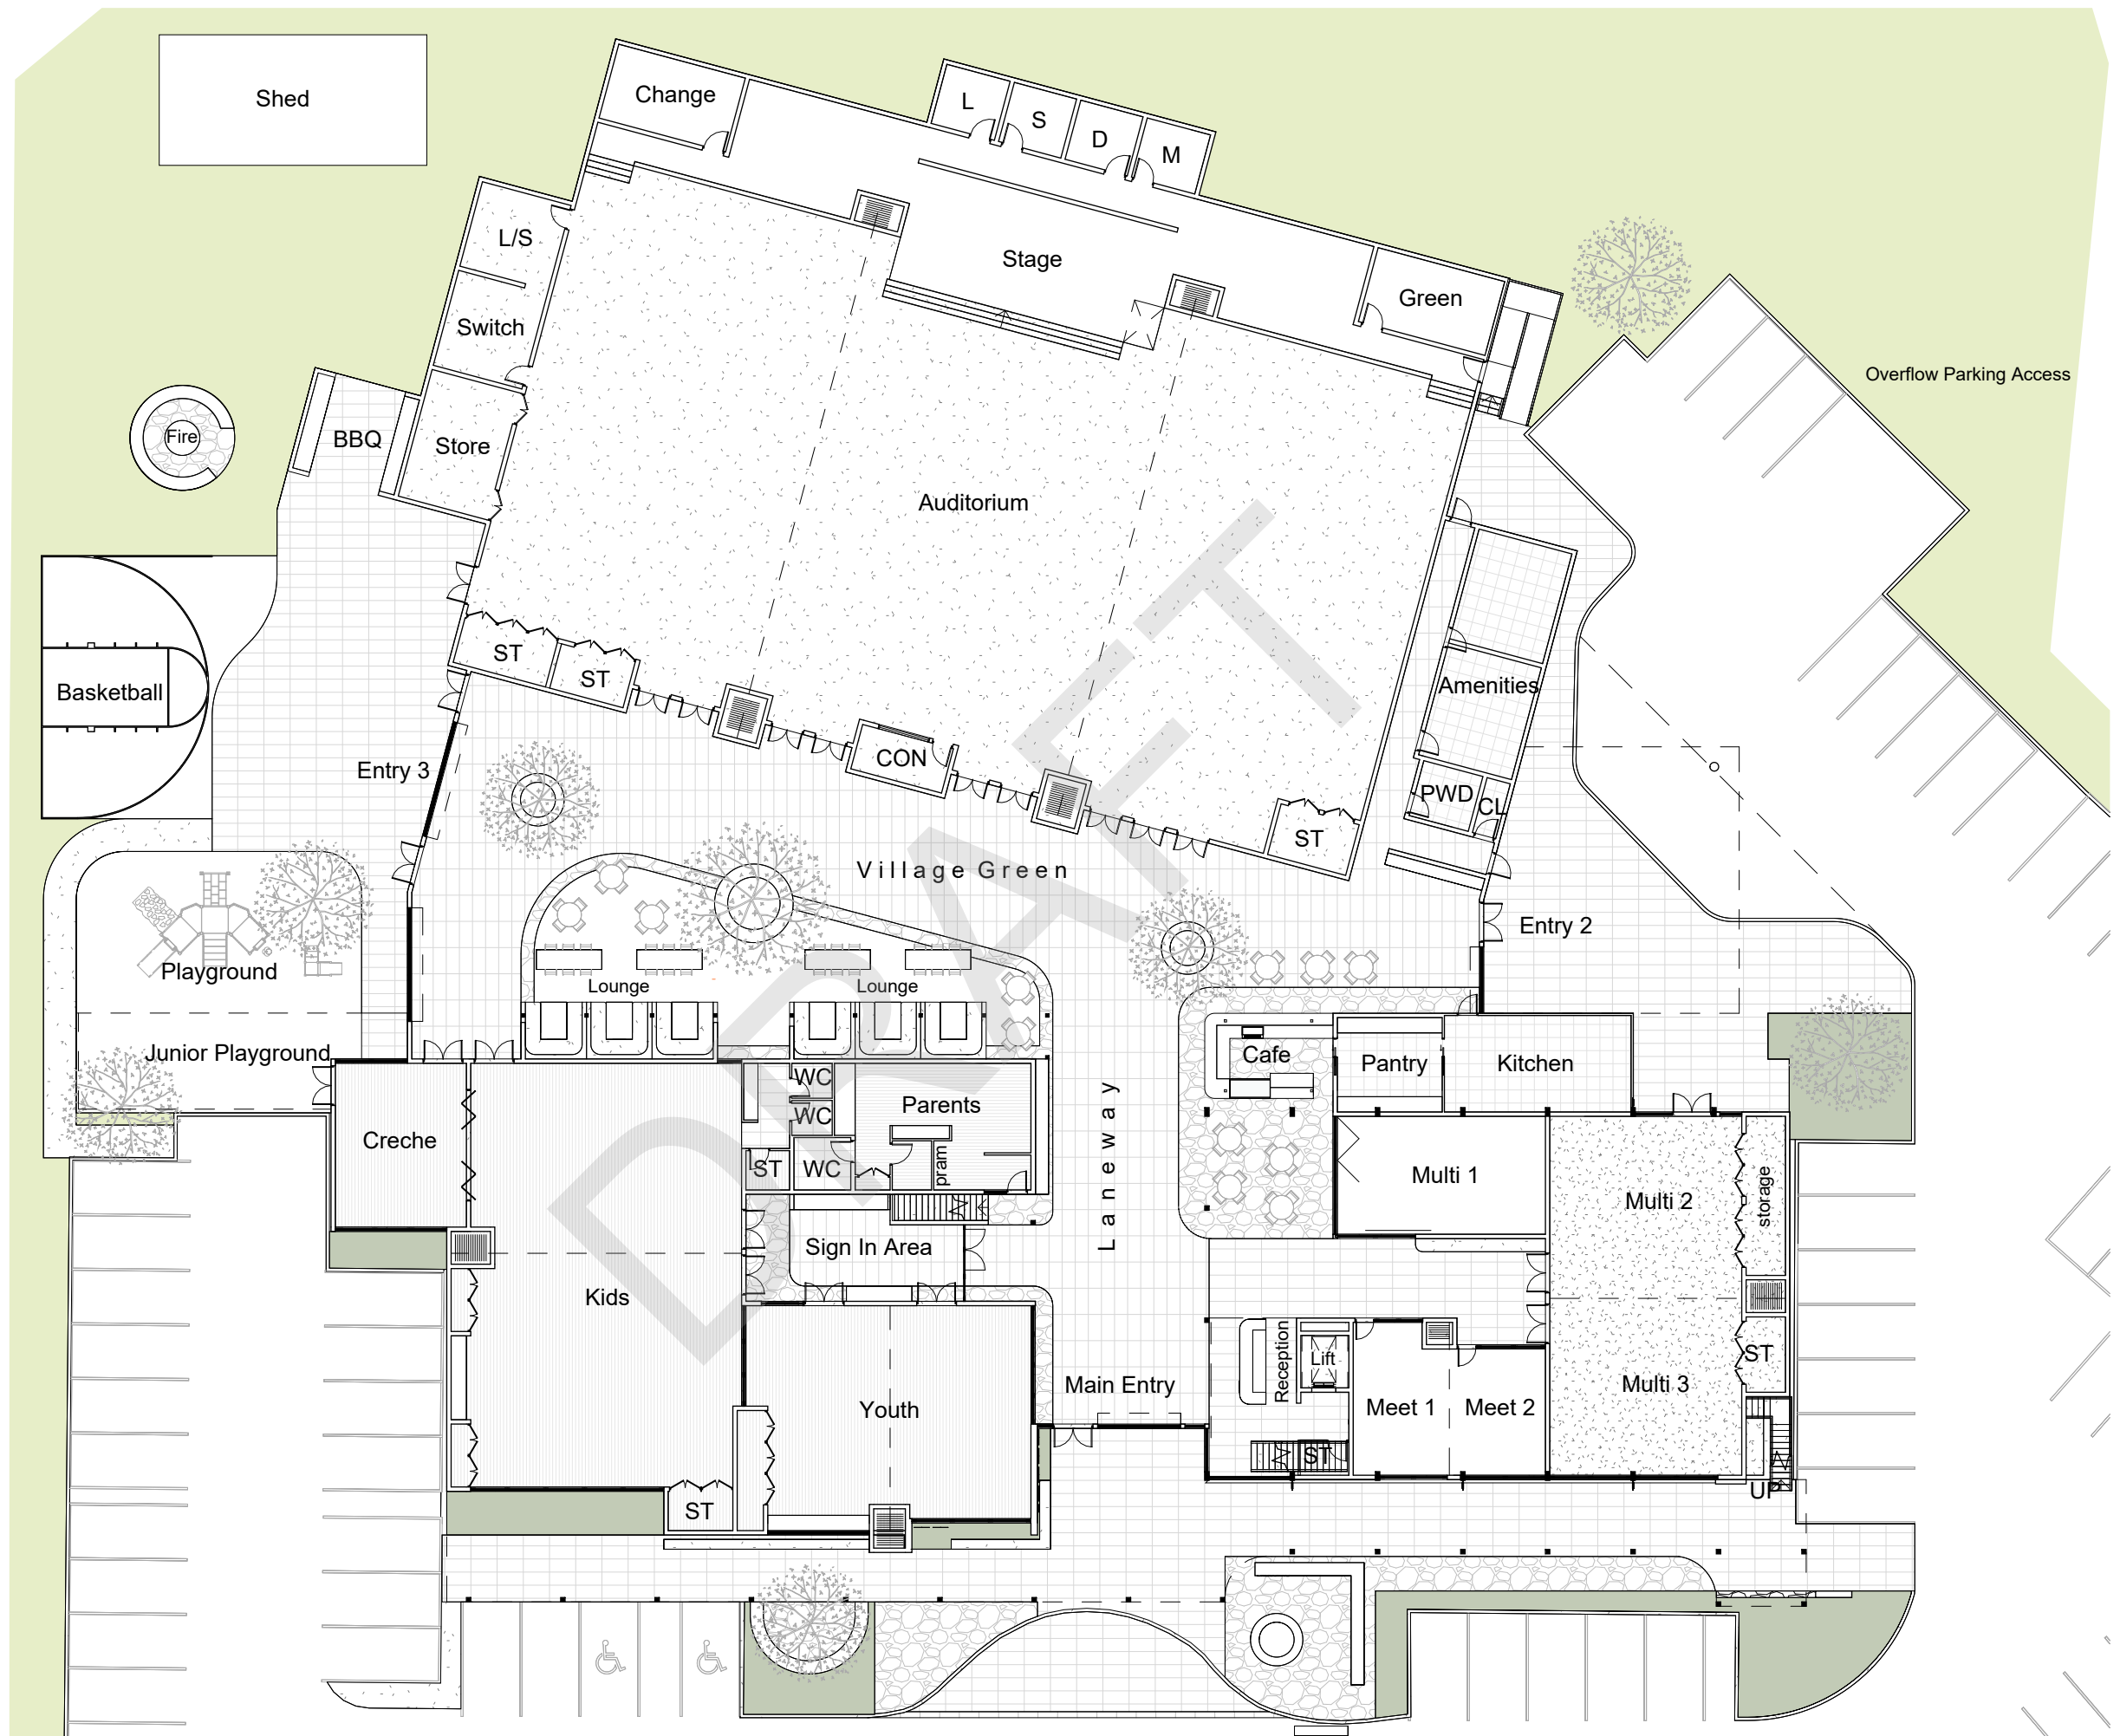 Shed
Change
L
S
D
M
L/S
Stage
Green
Switch
Overflow Parking Access
Fire
BBQ
Store
Auditorium
ST
ST
Basketball
Amenities
Entry 3
CON
PWD
CL
ST
Village Green
Entry 2
Playground
Lounge
Lounge
Junior Playground
Cafe
Pantry
Kitchen
WC
WC
Parents
Creche
ST
WC
pram
Laneway
Multi 1
Multi 2
storage
Sign In Area
Kids
Reception
Lift
ST
Main Entry
Multi 3
Youth
Meet 1
Meet 2
ST
UP
ST
DRAFT